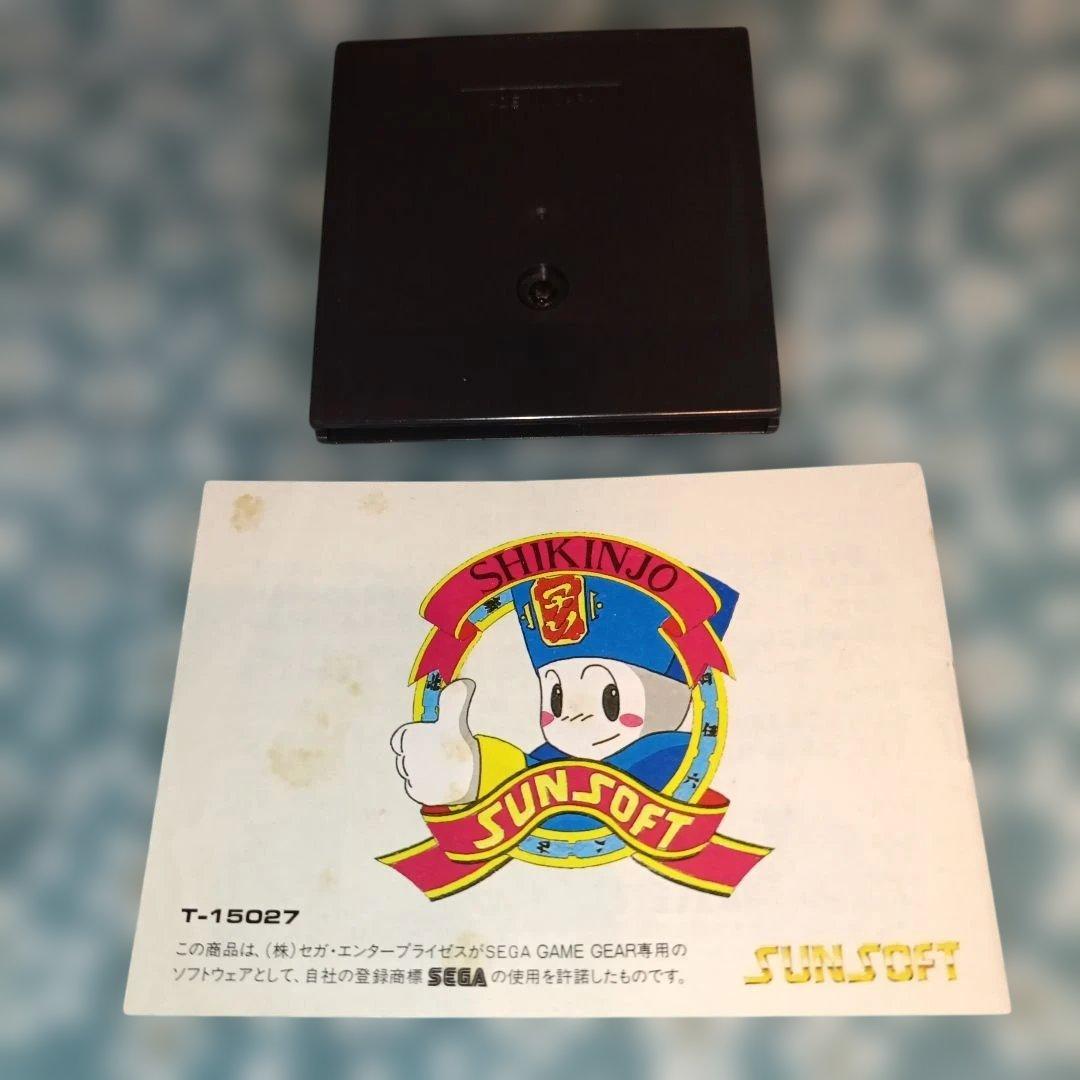 SHIKINJO
SUNSOFT
T-15027
この商品は、(株)セガ・エンタープライゼスがSEGA GAME GEAR専用の
ソフトウェアとして、自社の登録商標SEGAの使用を許諾したものです。
SUNSOFT